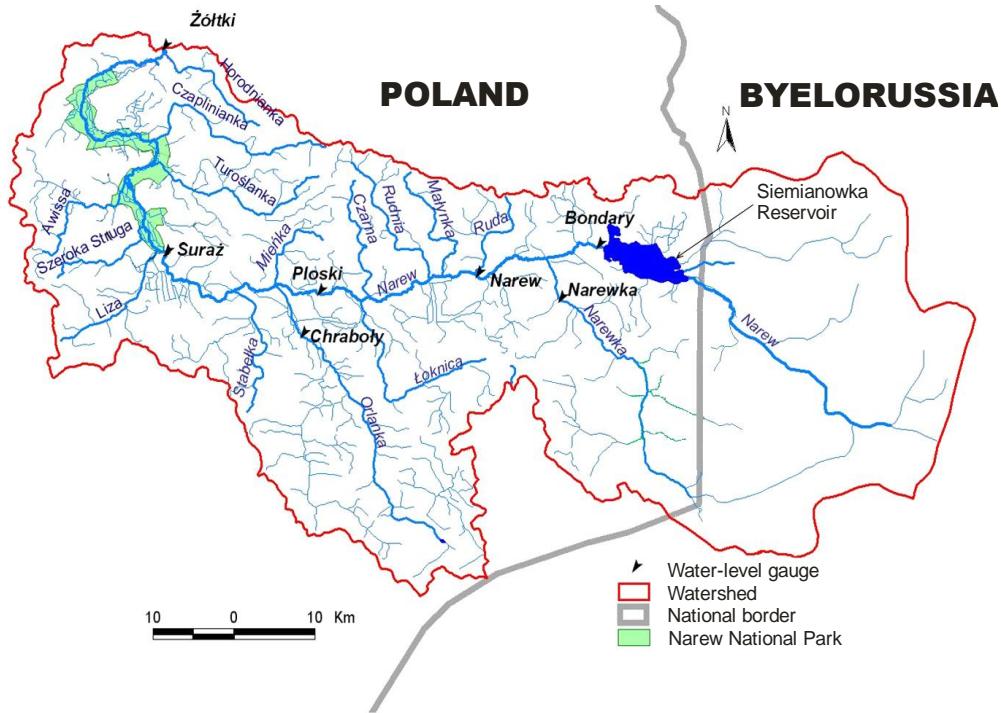 Żółtki
POLAND
BYELORUSSIA
Horodnianka
Czaplinianka
N
Turoślanka
Siemianowka
Reservoir
Awissa
Małynka
Rudnia
Czarna
Ruda
Bondary
Szeroka Struga
Suraż
Mieńka
Ploski
Narew
Narew
Narewka
Liza
Narewka
Narew
Chraboły
Stabełka
Łoknica
Orlanka
Water-level gauge
Watershed
National border
Narew National Park
10 0 10 Km